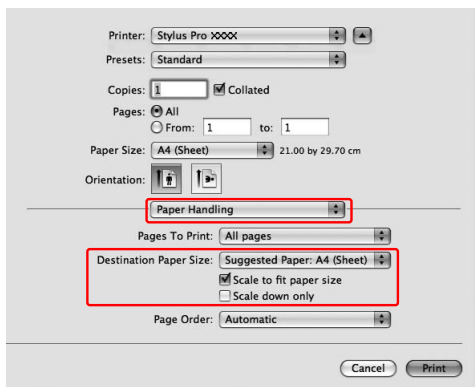 Printer: Stylus Pro XXXX
Presets: Standard
Copies: 1 Collated
Pages: All
From: 1 to: 1
Paper Size: A4 (Sheet) 21.00 by 29.70 cm
Orientation:
Paper Handling
Pages To Print: All pages
Destination Paper Size: Suggested Paper: A4 (Sheet)
Scale to fit paper size
Scale down only
Page Order: Automatic
Cancel Print